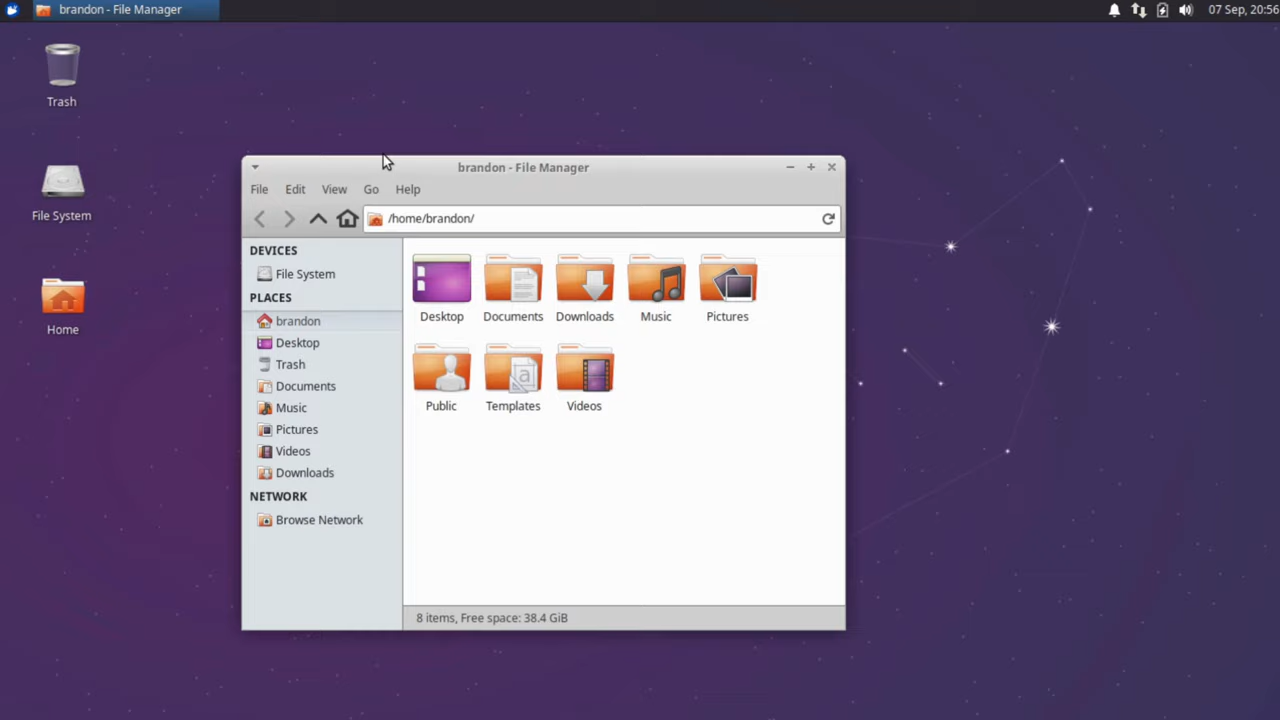 brandon - File Manager
07 Sep, 20:56
Trash
File System
Home
brandon - File Manager
File Edit View Go Help
/home/brandon/
DEVICES
File System
PLACES
brandon
Desktop
Trash
Documents
Music
Pictures
Videos
Downloads
NETWORK
Browse Network
Desktop Documents Downloads Music Pictures
Public Templates Videos
8 items, Free space: 38.4 GiB